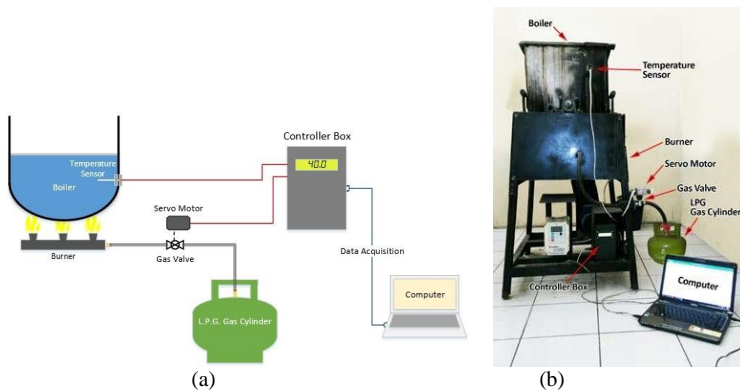 Temperature
Sensor
Boiler
Burner
Servo Motor
Gas Valve
Controller Box
40.0
Data Acquisition
Computer
L.P.G. Gas Cylinder
(a)
Boiler
Temperature
Sensor
Burner
Servo Motor
Gas Valve
LPG
Gas Cylinder
Controller Box
Computer
(b)